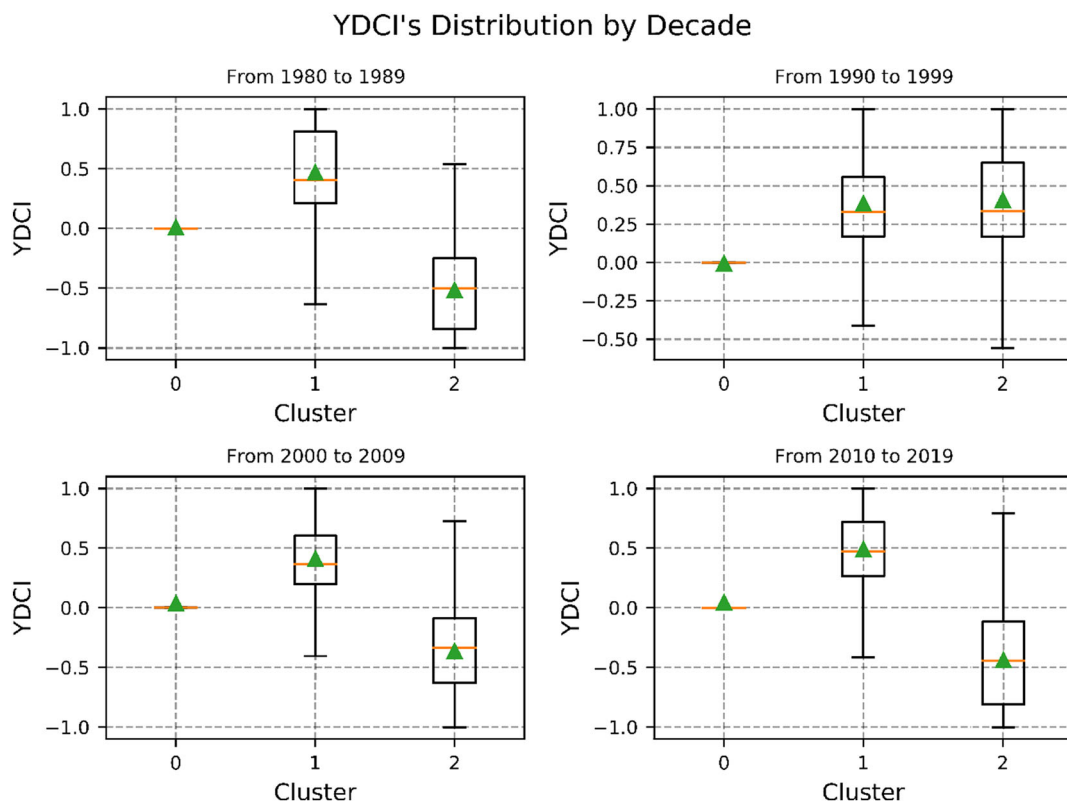 YDCI's Distribution by Decade
From 1980 to 1989
1.0
0.5
0.0
−0.5
−1.0
YDCI
0 1 2
Cluster
From 1990 to 1999
1.00
0.75
0.50
0.25
0.00
−0.25
−0.50
YDCI
0 1 2
Cluster
From 2000 to 2009
1.0
0.5
0.0
−0.5
−1.0
YDCI
0 1 2
Cluster
From 2010 to 2019
1.0
0.5
0.0
−0.5
−1.0
YDCI
0 1 2
Cluster